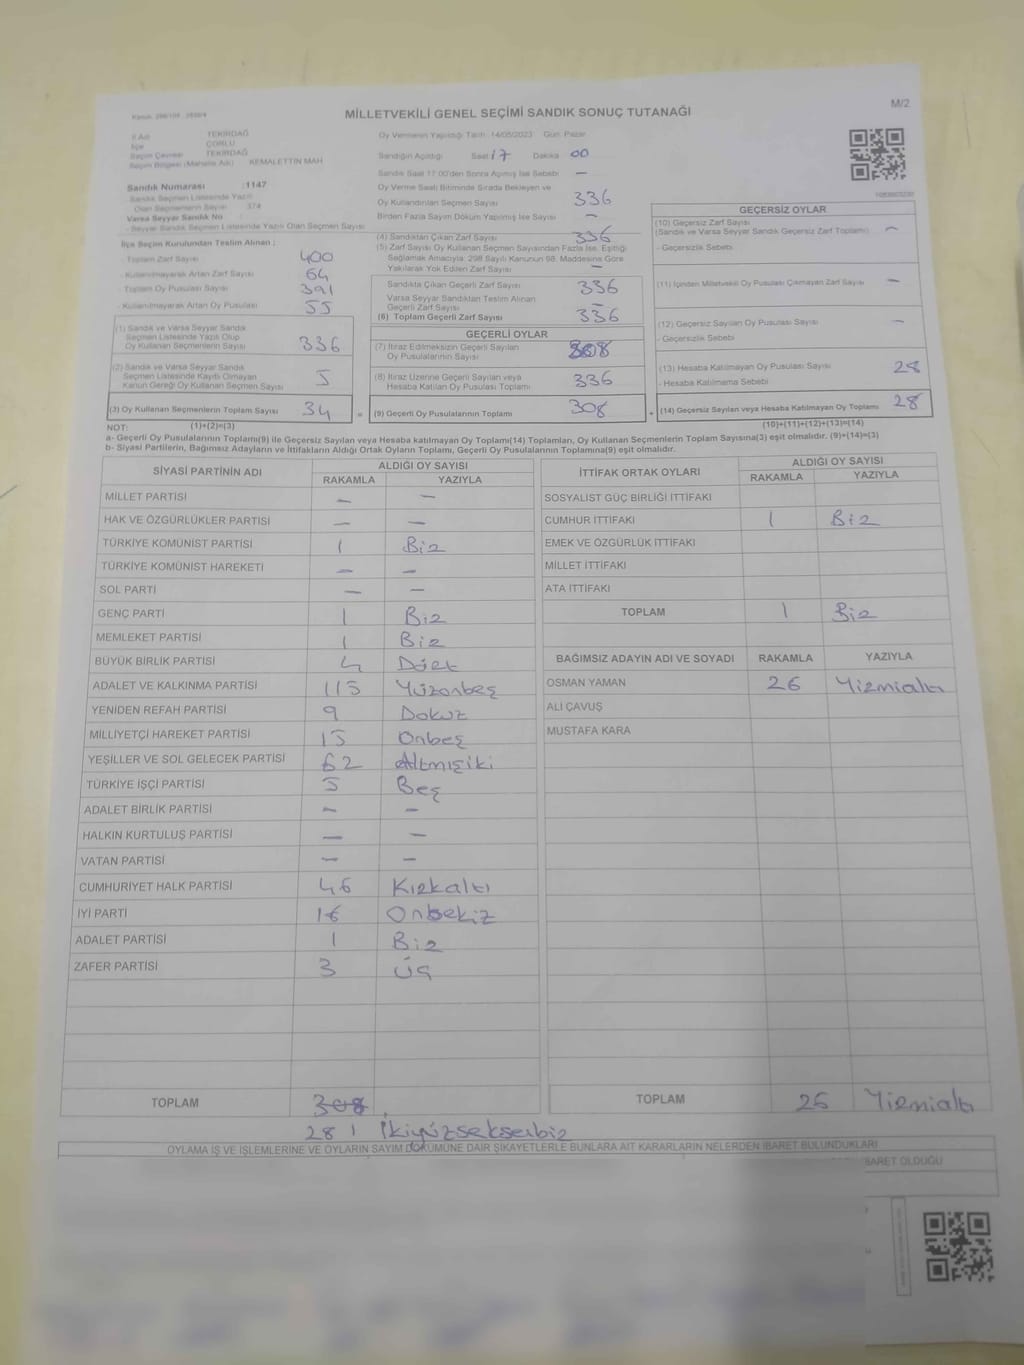 MİLLETVEKİLİ GENEL SEÇİMİ SANDIK SONUÇ TUTANAĞI
M/2
İl Adı TEKİRDAĞ
İlçe ÇORLU
Seçim Çevresi TEKİRDAĞ
Seçim Bölgesi (Mahalle Adı) KEMALETTİN MAH
Sandık Numarası :1147
Sandık Seçmen Listesinde Yazılı
Olan Seçmenlerin Sayısı 374
Varsa Seyyar Sandık No
- Seyyar Sandık Seçmen Listesinde Yazılı Olan Seçmen Sayısı
İlçe Seçim Kurulundan Teslim Alınan ;
- Toplam Zarf Sayısı 400
- Kullanılmayarak Artan Zarf Sayısı 64
- Toplam Oy Pusulası Sayısı 391
- Kullanılmayarak Artan Oy Pusulası 55
(1) Sandık ve Varsa Seyyar Sandık
Seçmen Listesinde Yazılı Olup
Oy Kullanan Seçmenlerin Sayısı 336
(2) Sandık ve Varsa Seyyar Sandık
Seçmen Listesinde Kayıtlı Olmayan
Kanun Gereği Oy Kullanan Seçmen Sayısı 5
(3) Oy Kullanan Seçmenlerin Toplam Sayısı 34
Oy Vermenin Yapıldığı Tarih: 14/05/2023 Gün: Pazar
Sandığın Açıldığı Saat 17 Dakika 00
Sandık Saat 17.00'den Sonra Açılmış İse Sebebi —
Oy Verme Saati Bitiminde Sırada Bekleyen ve
Oy Kullandırılan Seçmen Sayısı 336
Birden Fazla Sayım Döküm Yapılmış İse Sayısı —
(4) Sandıktan Çıkan Zarf Sayısı 336
(5) Zarf Sayısı Oy Kullanan Seçmen Sayısından Fazla İse, Eşitliği
Sağlamak Amacıyla, 298 Sayılı Kanunun 98. Maddesine Göre
Yakılarak Yok Edilen Zarf Sayısı —
Sandıkta Çıkan Geçerli Zarf Sayısı 336
Varsa Seyyar Sandıktan Teslim Alınan
Geçerli Zarf Sayısı —
(6) Toplam Geçerli Zarf Sayısı 336
GEÇERLİ OYLAR
(7) İtiraz Edilmeksizin Geçerli Sayılan
Oy Pusulalarının Sayısı 308
(8) İtiraz Üzerine Geçerli Sayılan veya
Hesaba Katılan Oy Pusulası Toplamı 336
= (9) Geçerli Oy Pusulalarının Toplamı 308
GEÇERSİZ OYLAR
(10) Geçersiz Zarf Sayısı
(Sandık ve Varsa Seyyar Sandık Geçersiz Zarf Toplamı) —
- Geçersizlik Sebebi
(11) İçinden Milletvekili Oy Pusulası Çıkmayan Zarf Sayısı —
(12) Geçersiz Sayılan Oy Pusulası Sayısı —
- Geçersizlik Sebebi
(13) Hesaba Katılmayan Oy Pusulası Sayısı 28
- Hesaba Katılmama Sebebi
+ (14) Geçersiz Sayılan veya Hesaba Katılmayan Oy Toplamı 28
NOT: (1)+(2)=(3) (10)+(11)+(12)+(13)=(14)
a- Geçerli Oy Pusulalarının Toplamı(9) ile Geçersiz Sayılan veya Hesaba katılmayan Oy Toplamı(14) Toplamları, Oy Kullanan Seçmenlerin Toplam Sayısına(3) eşit olmalıdır. (9)+(14)=(3)
b- Siyasi Partilerin, Bağımsız Adayların ve İttifakların Aldığı Ortak Oyların Toplamı, Geçerli Oy Pusulalarının Toplamına(9) eşit olmalıdır.
SİYASİ PARTİNİN ADI ALDIĞI OY SAYISI
RAKAMLA YAZIYLA
MİLLET PARTİSİ — —
HAK VE ÖZGÜRLÜKLER PARTİSİ — —
TÜRKİYE KOMÜNİST PARTİSİ 1 Bir
TÜRKİYE KOMÜNİST HAREKETİ — —
SOL PARTİ — —
GENÇ PARTİ 1 Bir
MEMLEKET PARTİSİ 1 Bir
BÜYÜK BİRLİK PARTİSİ 4 Dört
ADALET VE KALKINMA PARTİSİ 115 Yüzonbeş
YENİDEN REFAH PARTİSİ 9 Dokuz
MİLLİYETÇİ HAREKET PARTİSİ 15 Onbeş
YEŞİLLER VE SOL GELECEK PARTİSİ 62 Altmışiki
TÜRKİYE İŞÇİ PARTİSİ 5 Beş
ADALET BİRLİK PARTİSİ — —
HALKIN KURTULUŞ PARTİSİ — —
VATAN PARTİSİ — —
CUMHURİYET HALK PARTİSİ 46 Kırkaltı
İYİ PARTİ Onsekiz
ADALET PARTİSİ 1 Bir
ZAFER PARTİSİ 3 Üç
TOPLAM 308
281 İkiyüzseksenbir
İTTİFAK ORTAK OYLARI ALDIĞI OY SAYISI
RAKAMLA YAZIYLA
SOSYALİST GÜÇ BİRLİĞİ İTTİFAKI
CUMHUR İTTİFAKI 1 Bir
EMEK VE ÖZGÜRLÜK İTTİFAKI
MİLLET İTTİFAKI
ATA İTTİFAKI
TOPLAM 1 Bir
BAĞIMSIZ ADAYIN ADI VE SOYADI RAKAMLA YAZIYLA
OSMAN YAMAN 26 Yirmialtı
ALİ ÇAVUŞ
MUSTAFA KARA
TOPLAM 26 Yirmialtı
OYLAMA İŞ VE İŞLEMLERİNE VE OYLARIN SAYIM DÖKÜMÜNE DAİR ŞİKAYETLERLE BUNLARA AİT KARARLARIN NELERDEN İBARET BULUNDUKLARI
İBARET OLDUĞU